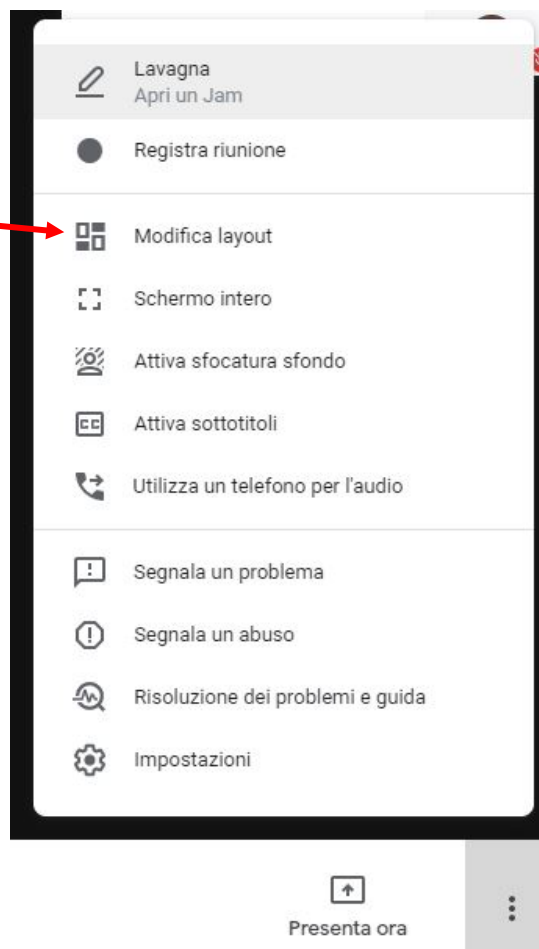 Lavagna
Apri un Jam
Registra riunione
Modifica layout
Schermo intero
Attiva sfocatura sfondo
Attiva sottotitoli
Utilizza un telefono per l'audio
Segnala un problema
Segnala un abuso
Risoluzione dei problemi e guida
Impostazioni
Presenta ora